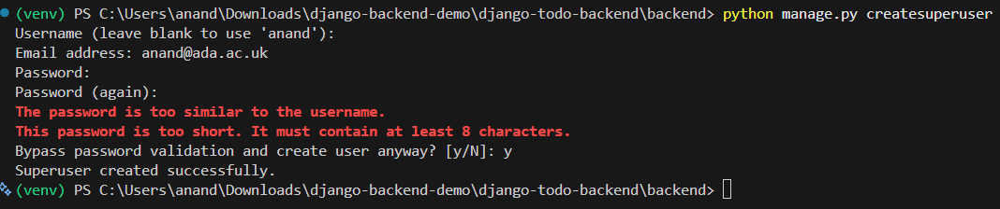 (venv) PS C:\Users\anand\Downloads\django-backend-demo\django-todo-backend\backend> python manage.py createsuperuser
Username (leave blank to use 'anand'):
Email address: anand@ada.ac.uk
Password:
Password (again):
The password is too similar to the username.
This password is too short. It must contain at least 8 characters.
Bypass password validation and create user anyway? [y/N]: y
Superuser created successfully.
(venv) PS C:\Users\anand\Downloads\django-backend-demo\django-todo-backend\backend>